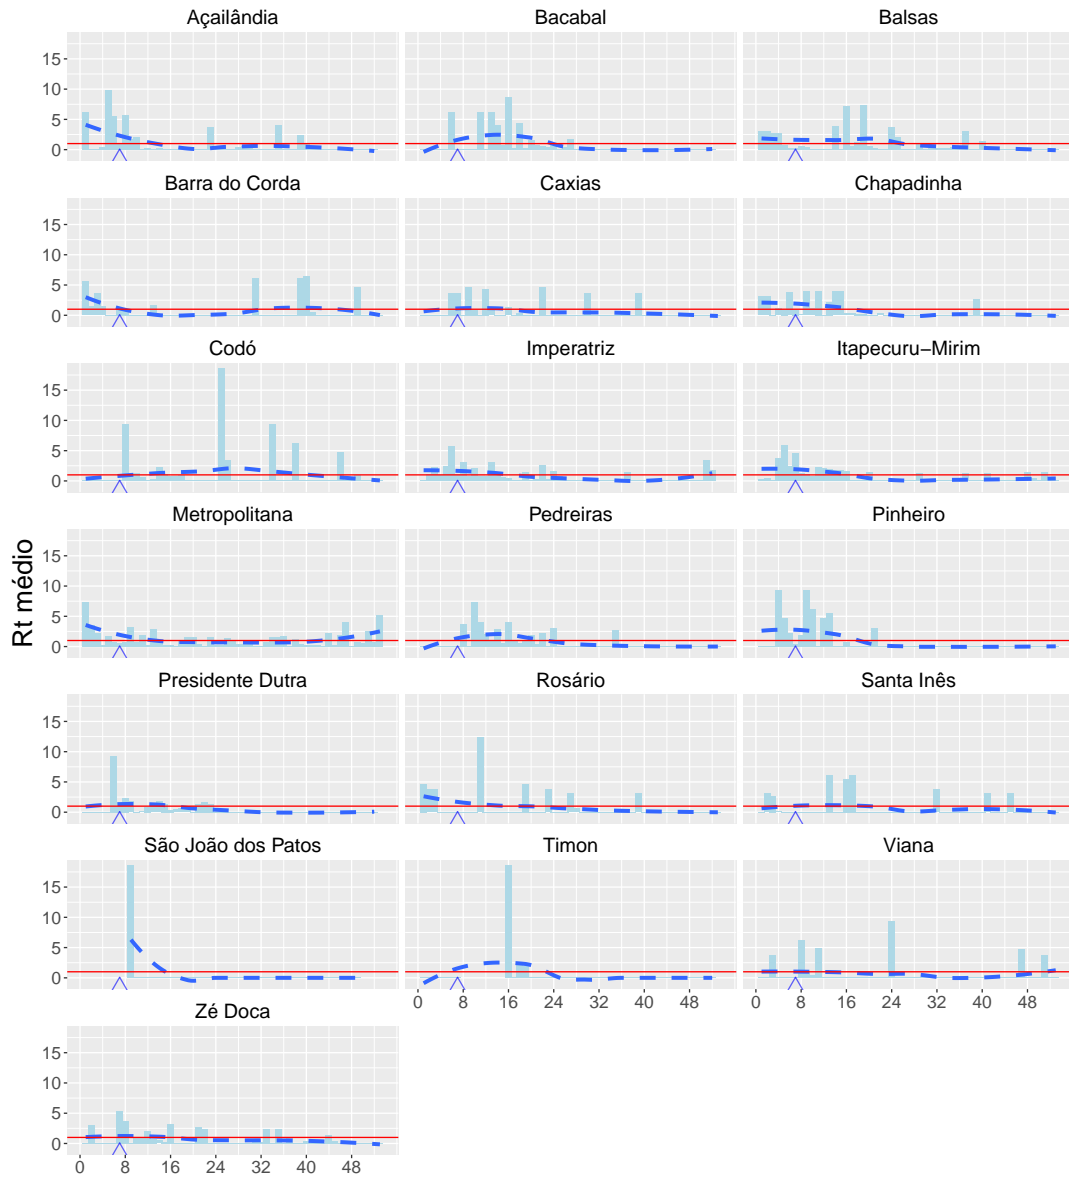 Açailândia Bacabal Balsas
15
10
5
0
Barra do Corda Caxias Chapadinha
15
10
5
0
Codó Imperatriz Itapecuru−Mirim
15
10
5
0
Metropolitana Pedreiras Pinheiro
15
10
5
0
Rt médio
Presidente Dutra Rosário Santa Inês
15
10
5
0
São João dos Patos Timon Viana
15
10
5
0
0 8 16 24 32 40 48 0 8 16 24 32 40 48
Zé Doca
15
10
5
0
0 8 16 24 32 40 48